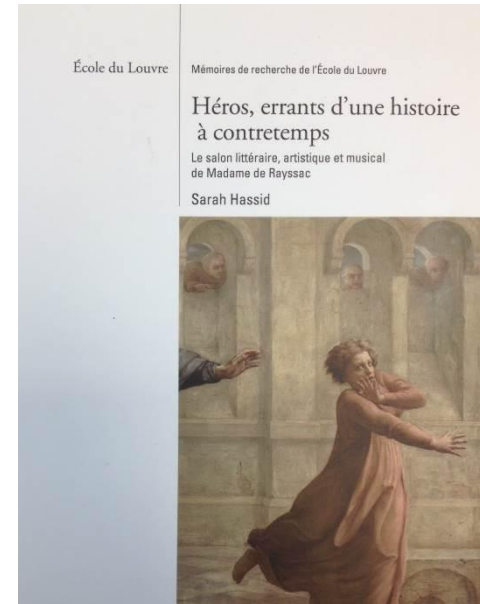 École du Louvre
Mémoires de recherche de l'École du Louvre
Héros, errants d'une histoire
à contretemps
Le salon littéraire, artistique et musical
de Madame de Rayssac
Sarah Hassid